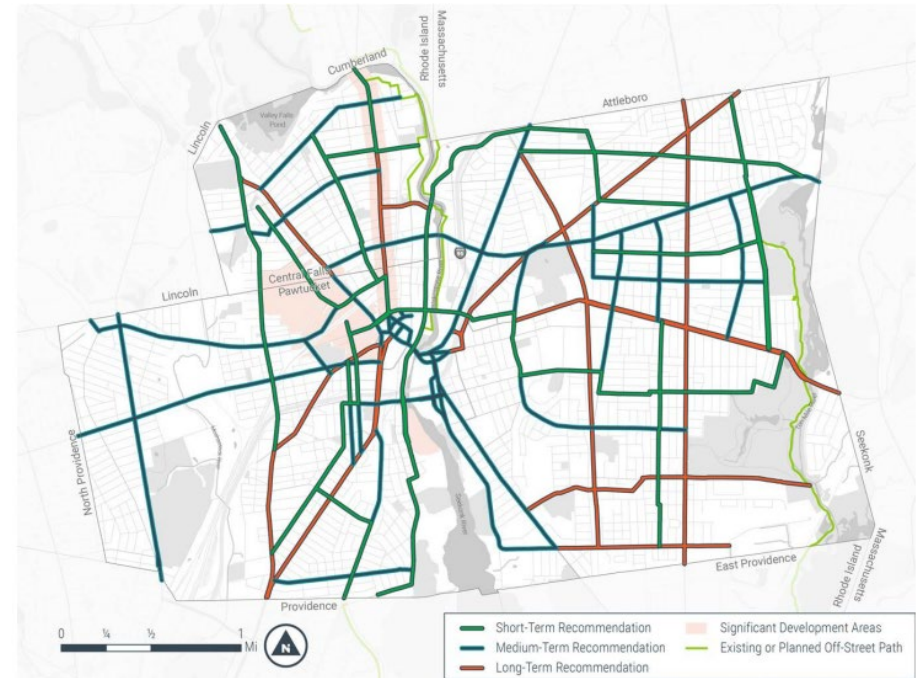 Cumberland
Rhode Island
Massachusetts
Valley Falls
Pond
Lincoln
Attleboro
Central Falls
Pawtucket
Lincoln
North Providence
Seekonk
East Providence
Rhode Island
Massachusetts
Providence
0 ¼ ½ 1
Mi
N
Short-Term Recommendation
Medium-Term Recommendation
Long-Term Recommendation
Significant Development Areas
Existing or Planned Off-Street Path